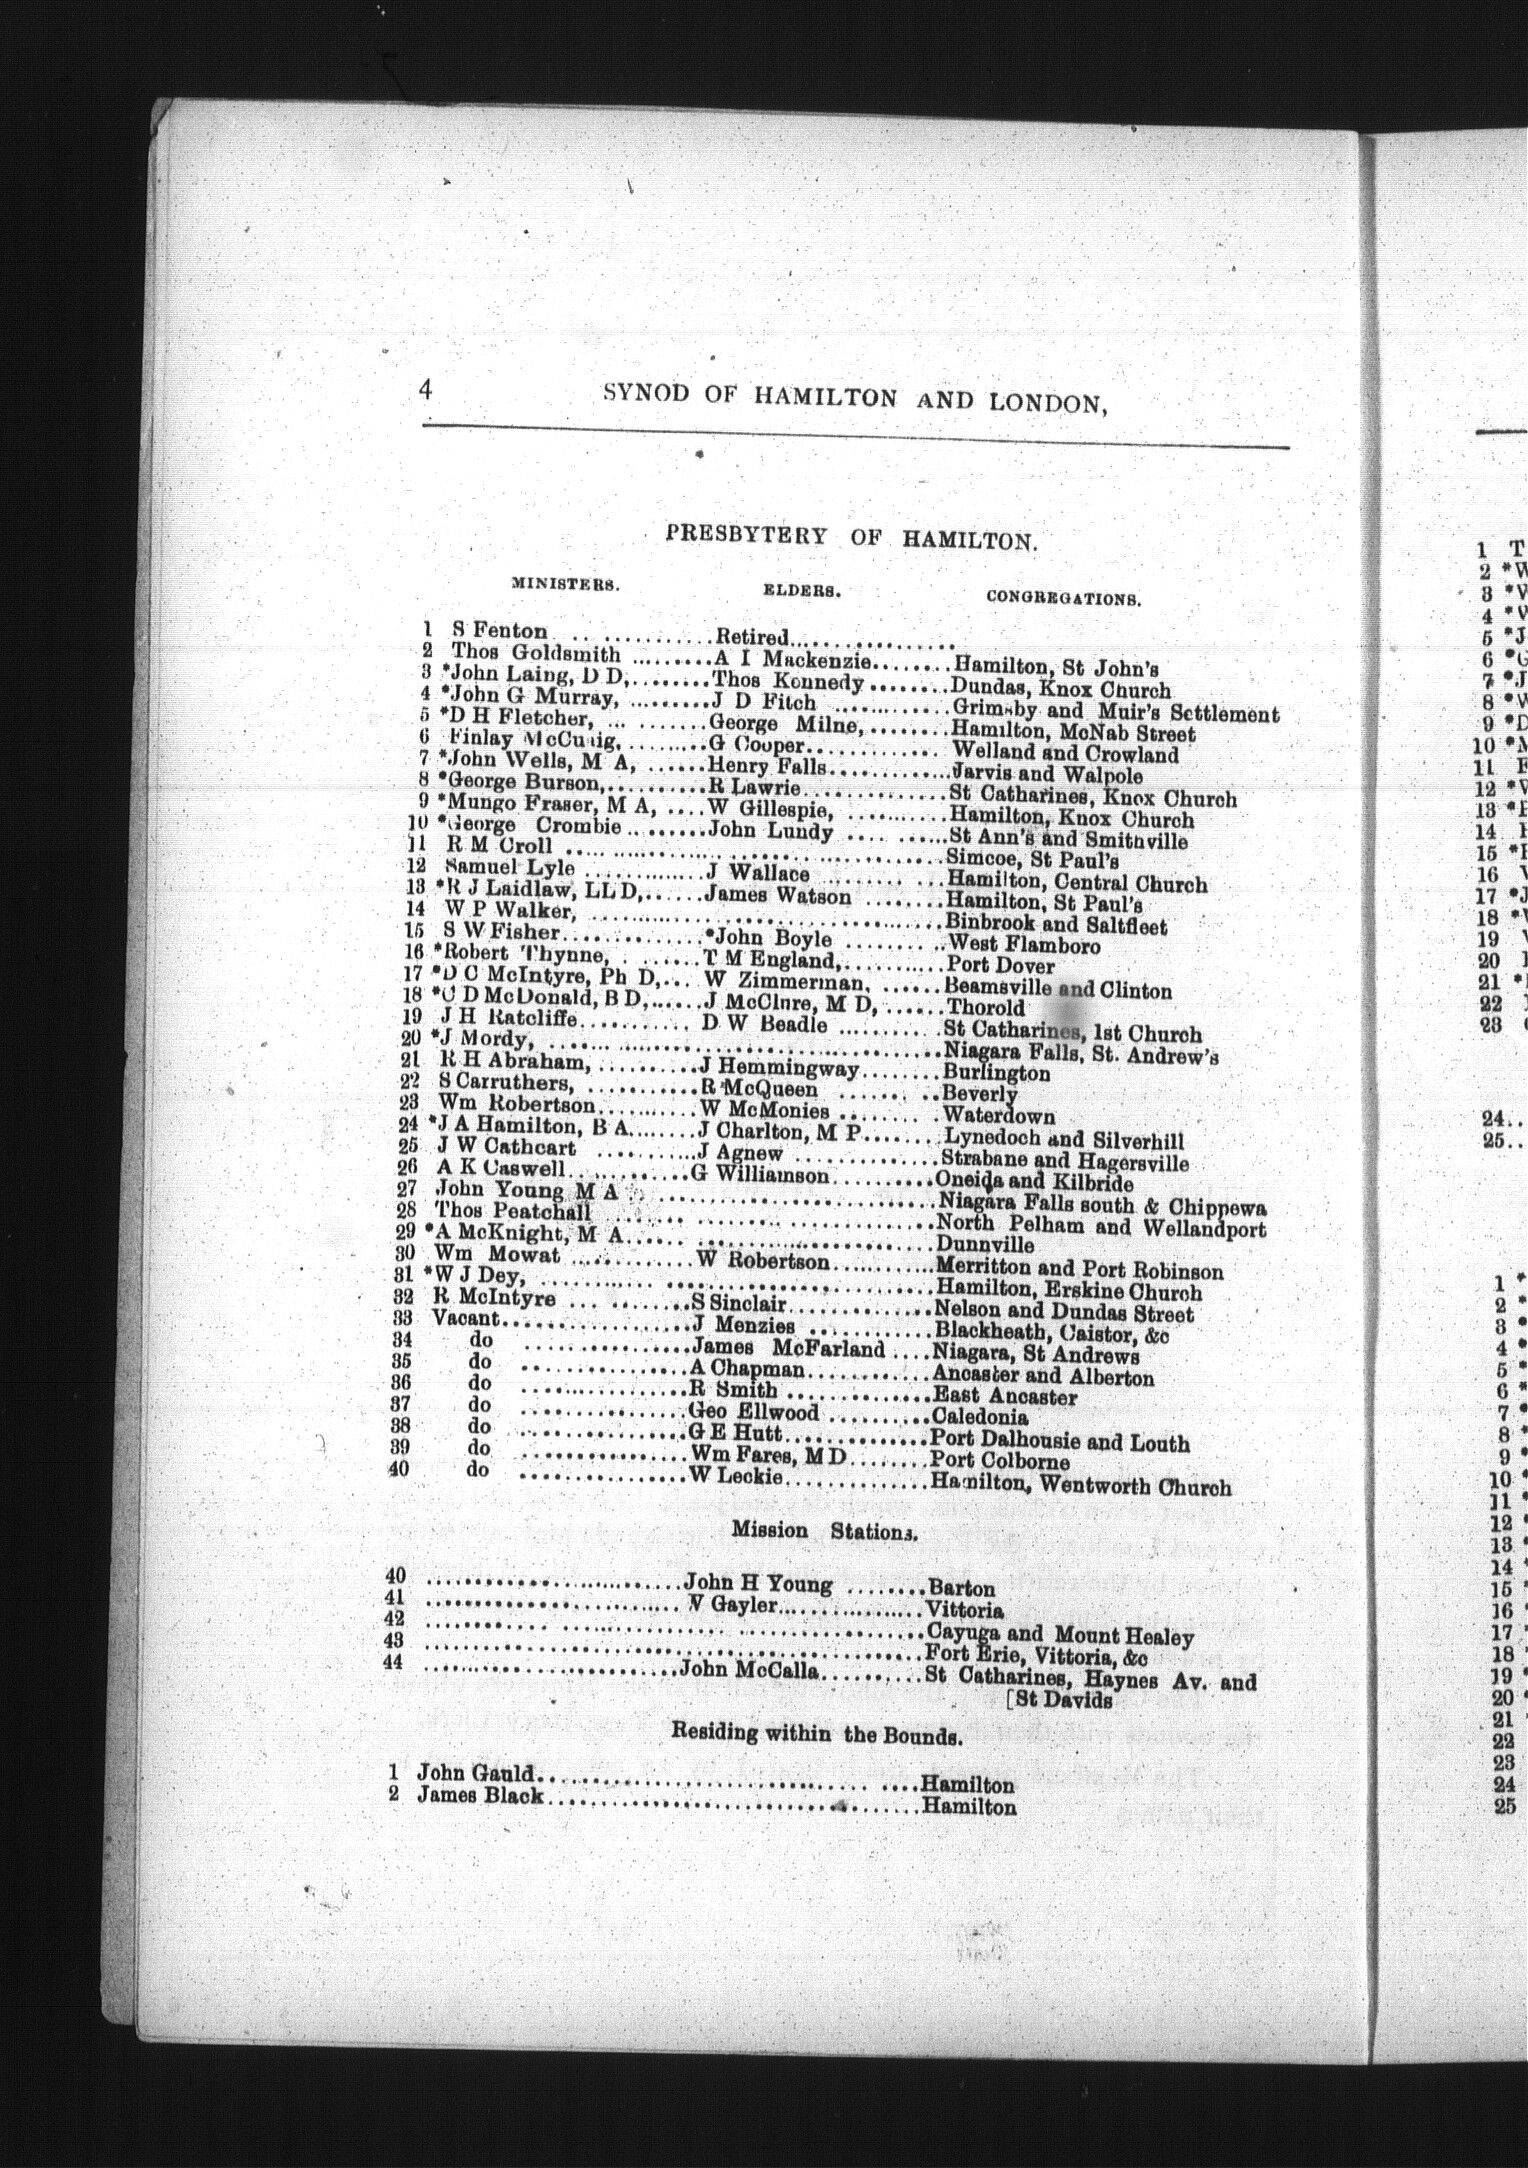 4 SYNOD OF HAMILTON AND LONDON,
PRESBYTERY OF HAMILTON.
MINISTERS. ELDERS. CONGREGATIONS.
1 S Fenton .. ...........Retired..................
2 Thos Goldsmith .........A I Mackenzie........Hamilton, St John's
3 *John Laing, D D,........Thos Kennedy ........Dundas, Knox Church
4 *John G Murray, .........J D Fitch .............Grimsby and Muir's Settlement
5 *D H Fletcher, ... .......George Milne,........Hamilton, McNab Street
6 Finlay McCuaig,.........G Cooper............. Welland and Crowland
7 *John Wells, M A, ......Henry Falls............Jarvis and Walpole
8 *George Burson,..........R Lawrie..............St Catharines, Knox Church
9 *Mungo Fraser, M A, ....W Gillespie, ..........Hamilton, Knox Church
10 *George Crombie.........John Lundy .... ......St Ann's and Smithville
11 R M Croll .......................................Simcoe, St Paul's
12 Samuel Lyle .............J Wallace ......... ...Hamilton, Central Church
13 *R J Laidlaw, LL D,......James Watson ........Hamilton, St Paul's
14 W P Walker, ....................................Binbrook and Saltfleet
15 S W Fisher..............*John Boyle ..........West Flamboro
16 *Robert Thynne, . .......T M England,...........Port Dover
17 *D C McIntyre, Ph D,... W Zimmerman, ......Beamsville and Clinton
18 *C D McDonald, B D,......J McClure, M D, ......Thorold
19 J H Ratcliffe........... D W Beadle ..........St Catharines, 1st Church
20 *J Mordy, .......................................Niagara Falls, St. Andrew's
21 R H Abraham, ..........J Hemmingway........Burlington
22 S Carruthers, ...........R McQueen ....... ..Beverly
23 Wm Robertson..........W McMonies ..........Waterdown
24 *J A Hamilton, B A.......J Charlton, M P........Lynedoch and Silverhill
25 J W Cathcart ...........J Agnew ..............Strabane and Hagersville
26 A K Caswell............G Williamson..........Oneida and Kilbride
27 John Young M A ..............................Niagara Falls south & Chippewa
28 Thos Peatchall ...............................North Pelham and Wellandport
29 *A McKnight, M A...... .......................Dunnville
30 Wm Mowat .............W Robertson...........Merritton and Port Robinson
31 *W J Dey, ......................................Hamilton, Erskine Church
32 R McIntyre ... ........S Sinclair..............Nelson and Dundas Street
33 Vacant..................J Menzies ............Blackheath, Caistor, &c
34 do ................James McFarland ....Niagara, St Andrews
35 do ................A Chapman............Ancaster and Alberton
36 do ................R Smith ..............East Ancaster
37 do ................Geo Ellwood ..........Caledonia
38 do ................G E Hutt..............Port Dalhousie and Louth
39 do ................Wm Fares, M D........Port Colborne
40 do ................W Leckie..............Hamilton, Wentworth Church
Mission Stations.
40 ..........................John H Young ........Barton
41 .......................... V Gayler...............Vittoria
42 ............ .................................Cayuga and Mount Healey
43 ..............................................Fort Erie, Vittoria, &c
44 ..........................John McCalla..........St Catharines, Haynes Av. and
[St Davids
Residing within the Bounds.
1 John Gauld................................ ....Hamilton
2 James Black....................................Hamilton